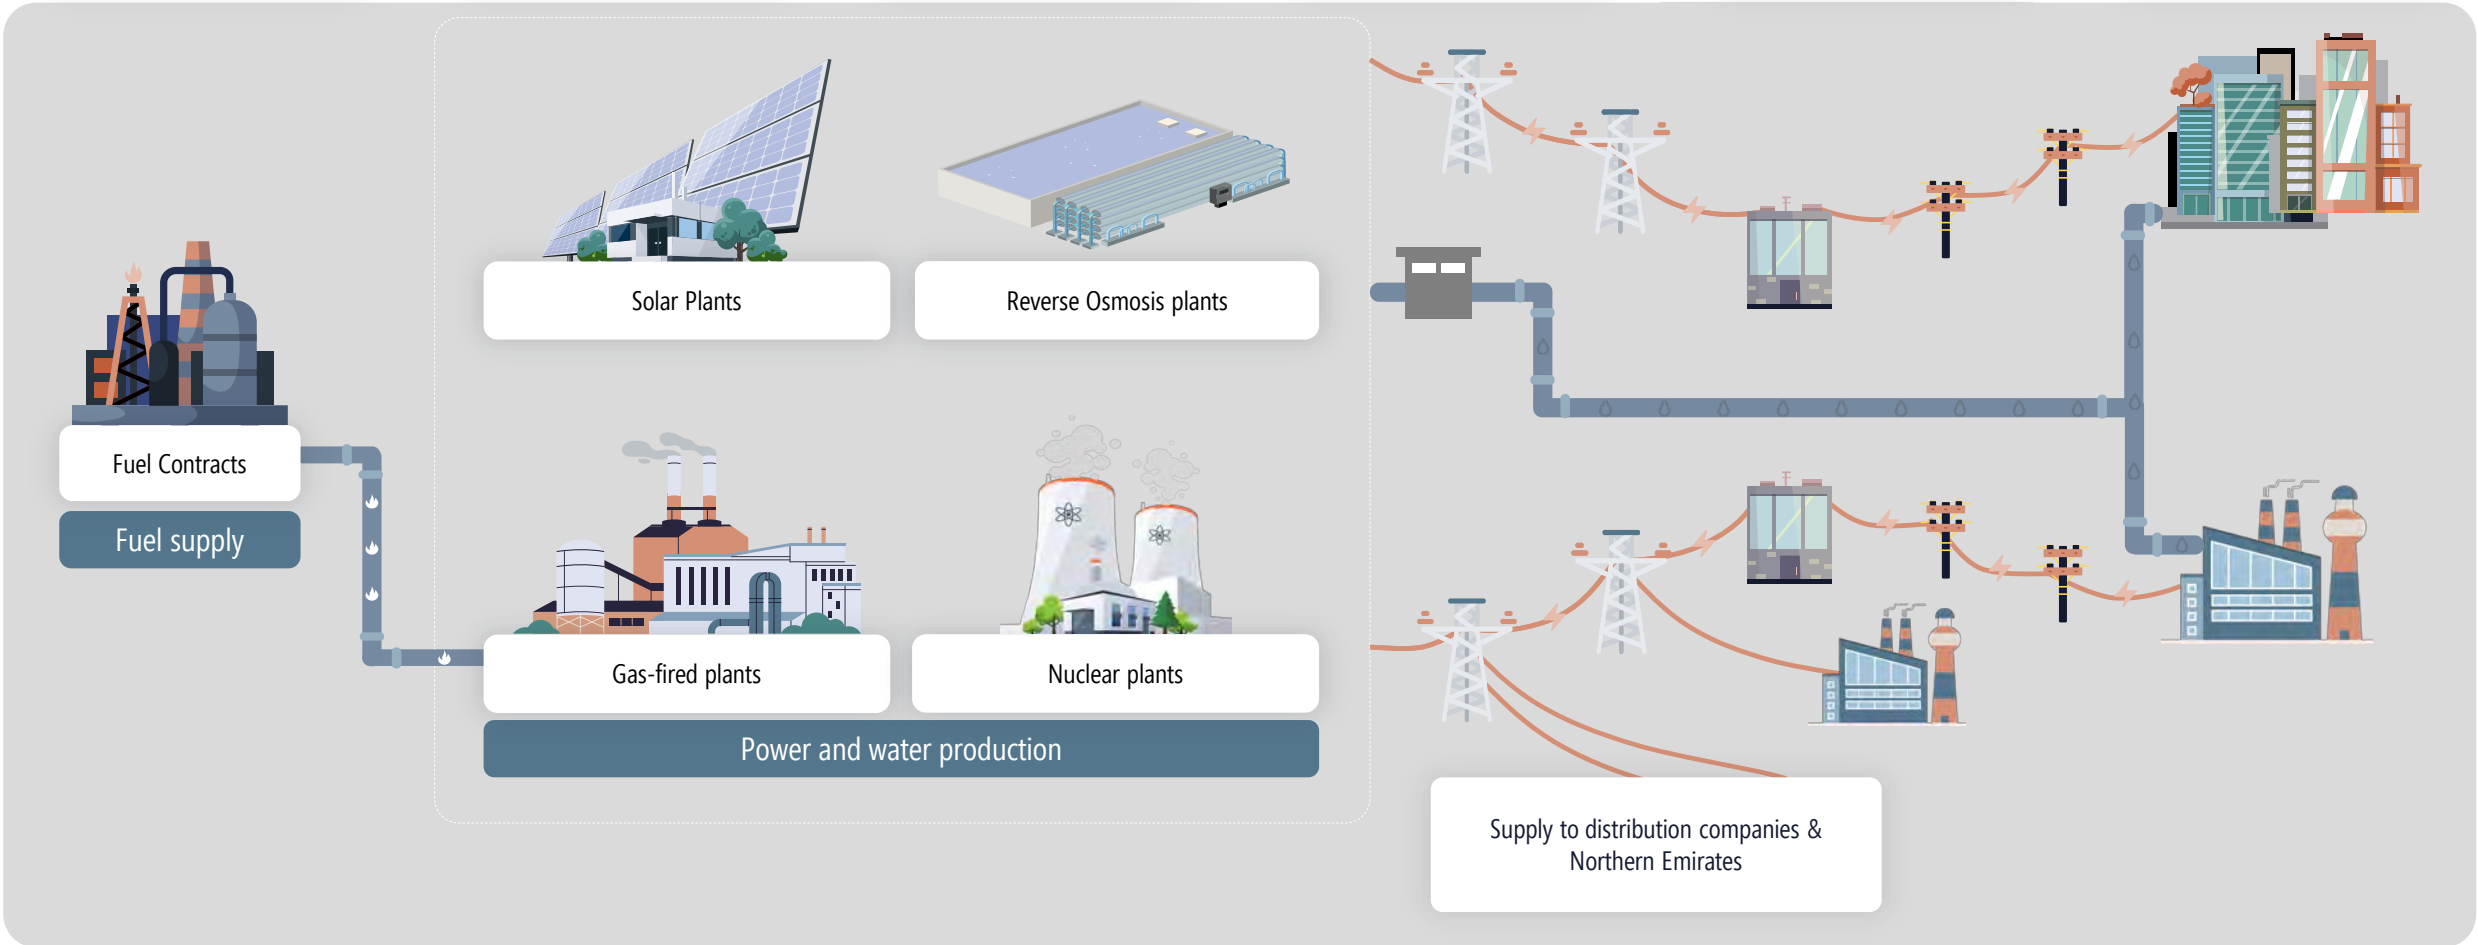 Solar Plants
Reverse Osmosis plants
Fuel Contracts
Fuel supply
Gas-fired plants
Nuclear plants
Power and water production
Supply to distribution companies &
Northern Emirates